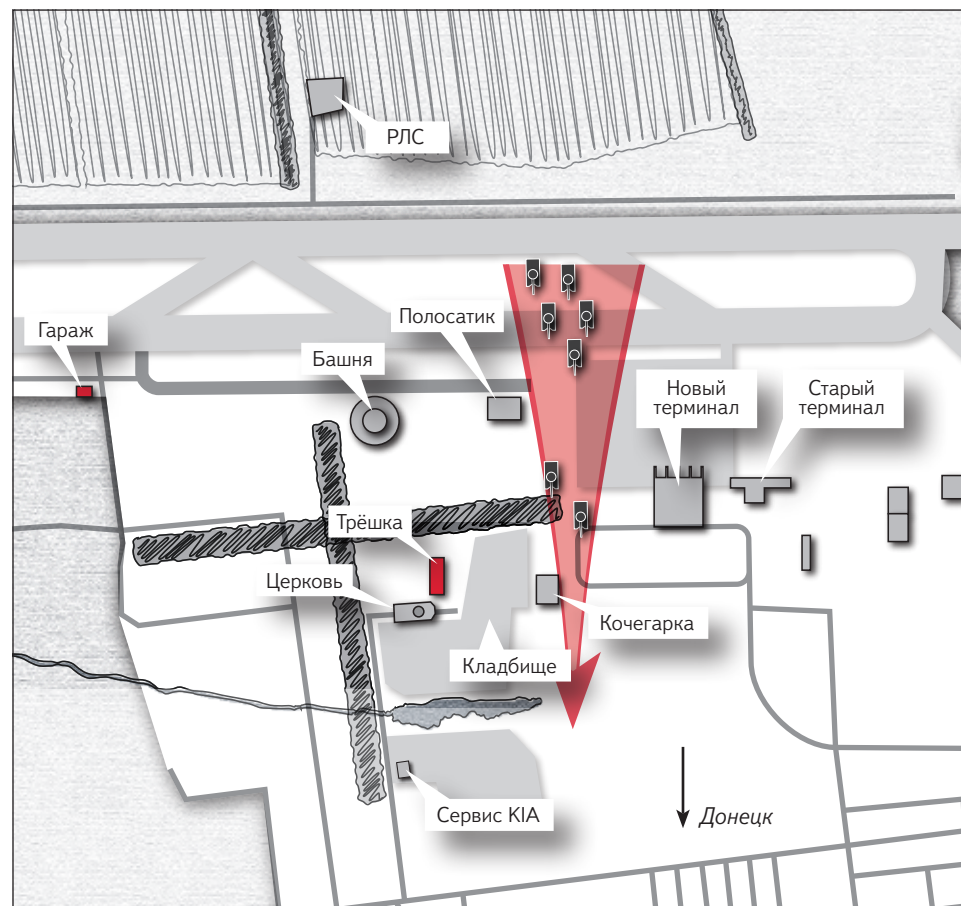 РЛС
Полосатик
Гараж
Башня
Новый
терминал
Старый
терминал
Трёшка
Церковь
Кочегарка
Кладбище
Сервис KIA
Донецк